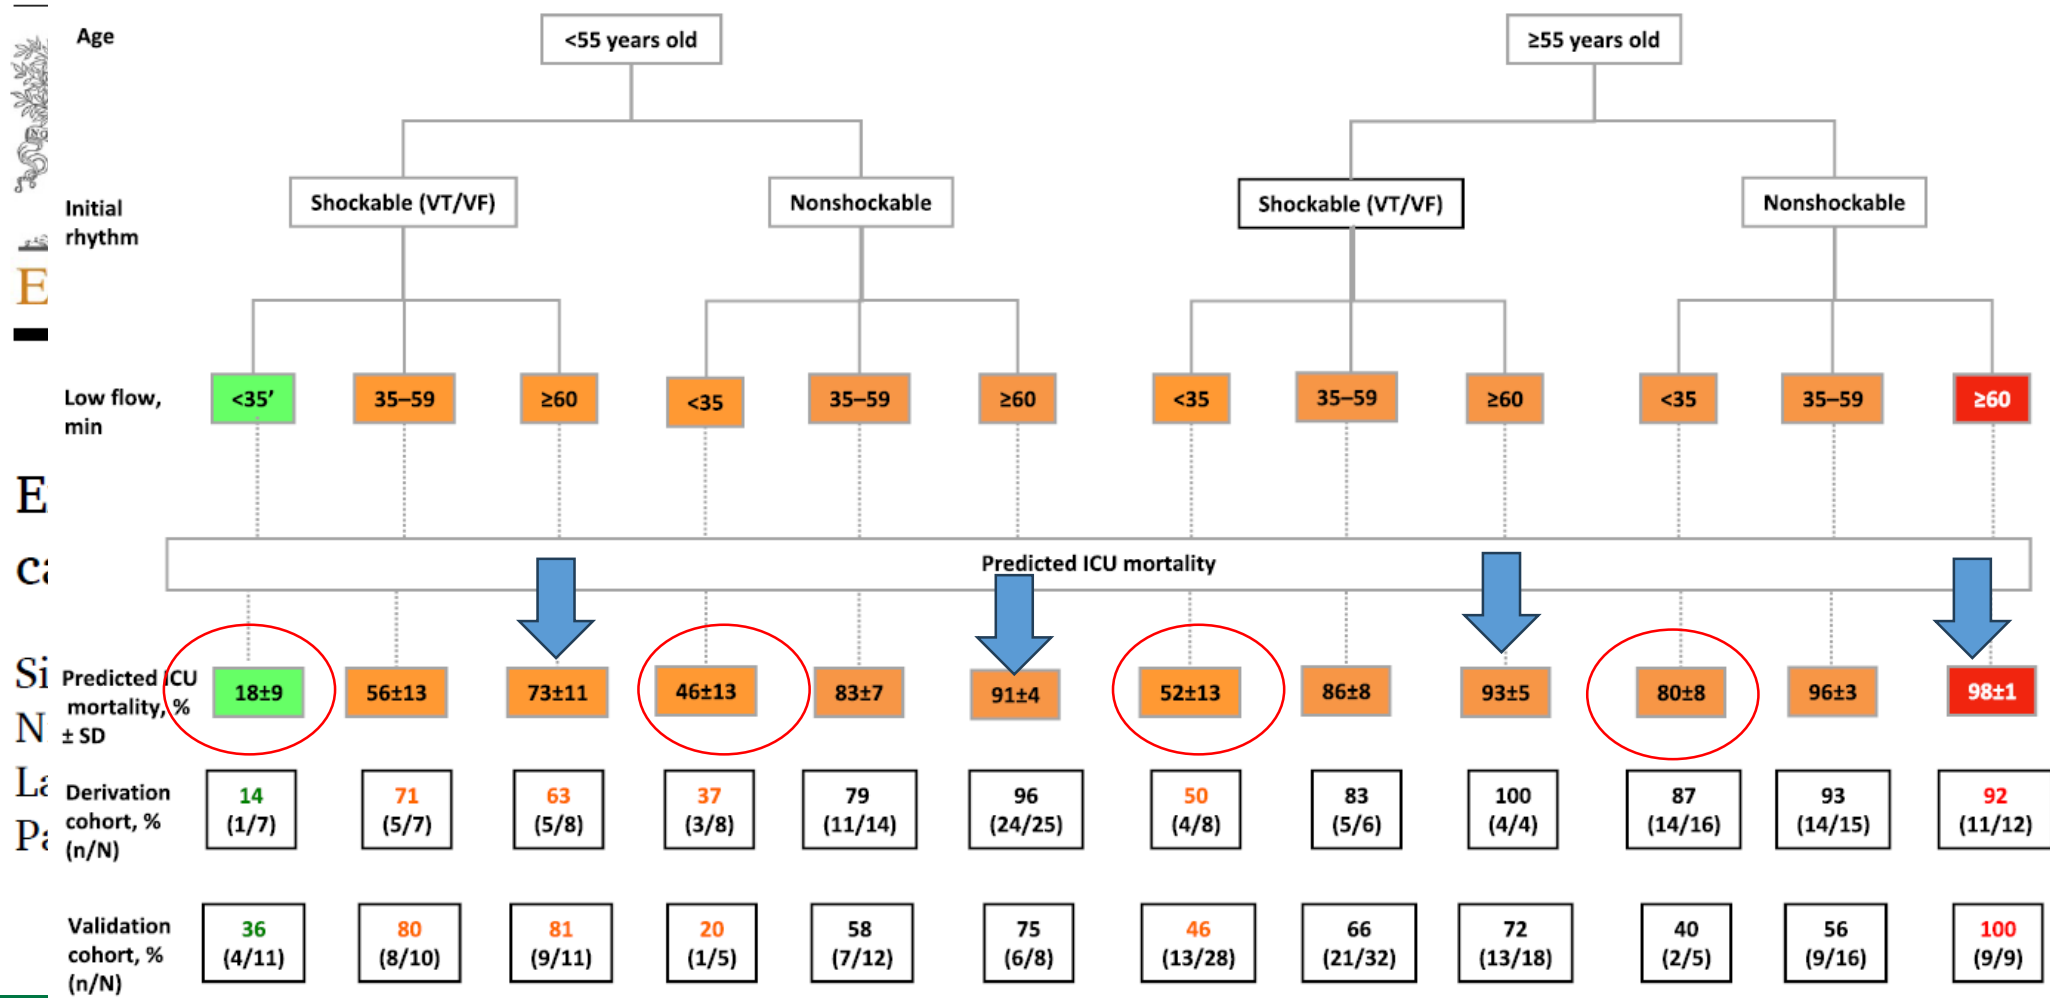 Age
<55 years old
≥55 years old
Initial
rhythm
Shockable (VT/VF)
Nonshockable
Shockable (VT/VF)
Nonshockable
E
Low flow,
min
<35’
35–59
≥60
<35
35–59
≥60
<35
35–59
≥60
<35
35–59
≥60
E
Predicted ICU mortality
Si
N
La
Pa
Predicted ICU
mortality, %
± SD
18±9
56±13
73±11
46±13
83±7
91±4
52±13
86±8
93±5
80±8
96±3
98±1
Derivation
cohort, %
(n/N)
14
(1/7)
71
(5/7)
63
(5/8)
37
(3/8)
79
(11/14)
96
(24/25)
50
(4/8)
83
(5/6)
100
(4/4)
87
(14/16)
93
(14/15)
92
(11/12)
Validation
cohort, %
(n/N)
36
(4/11)
80
(8/10)
81
(9/11)
20
(1/5)
58
(7/12)
75
(6/8)
46
(13/28)
66
(21/32)
72
(13/18)
40
(2/5)
56
(9/16)
100
(9/9)